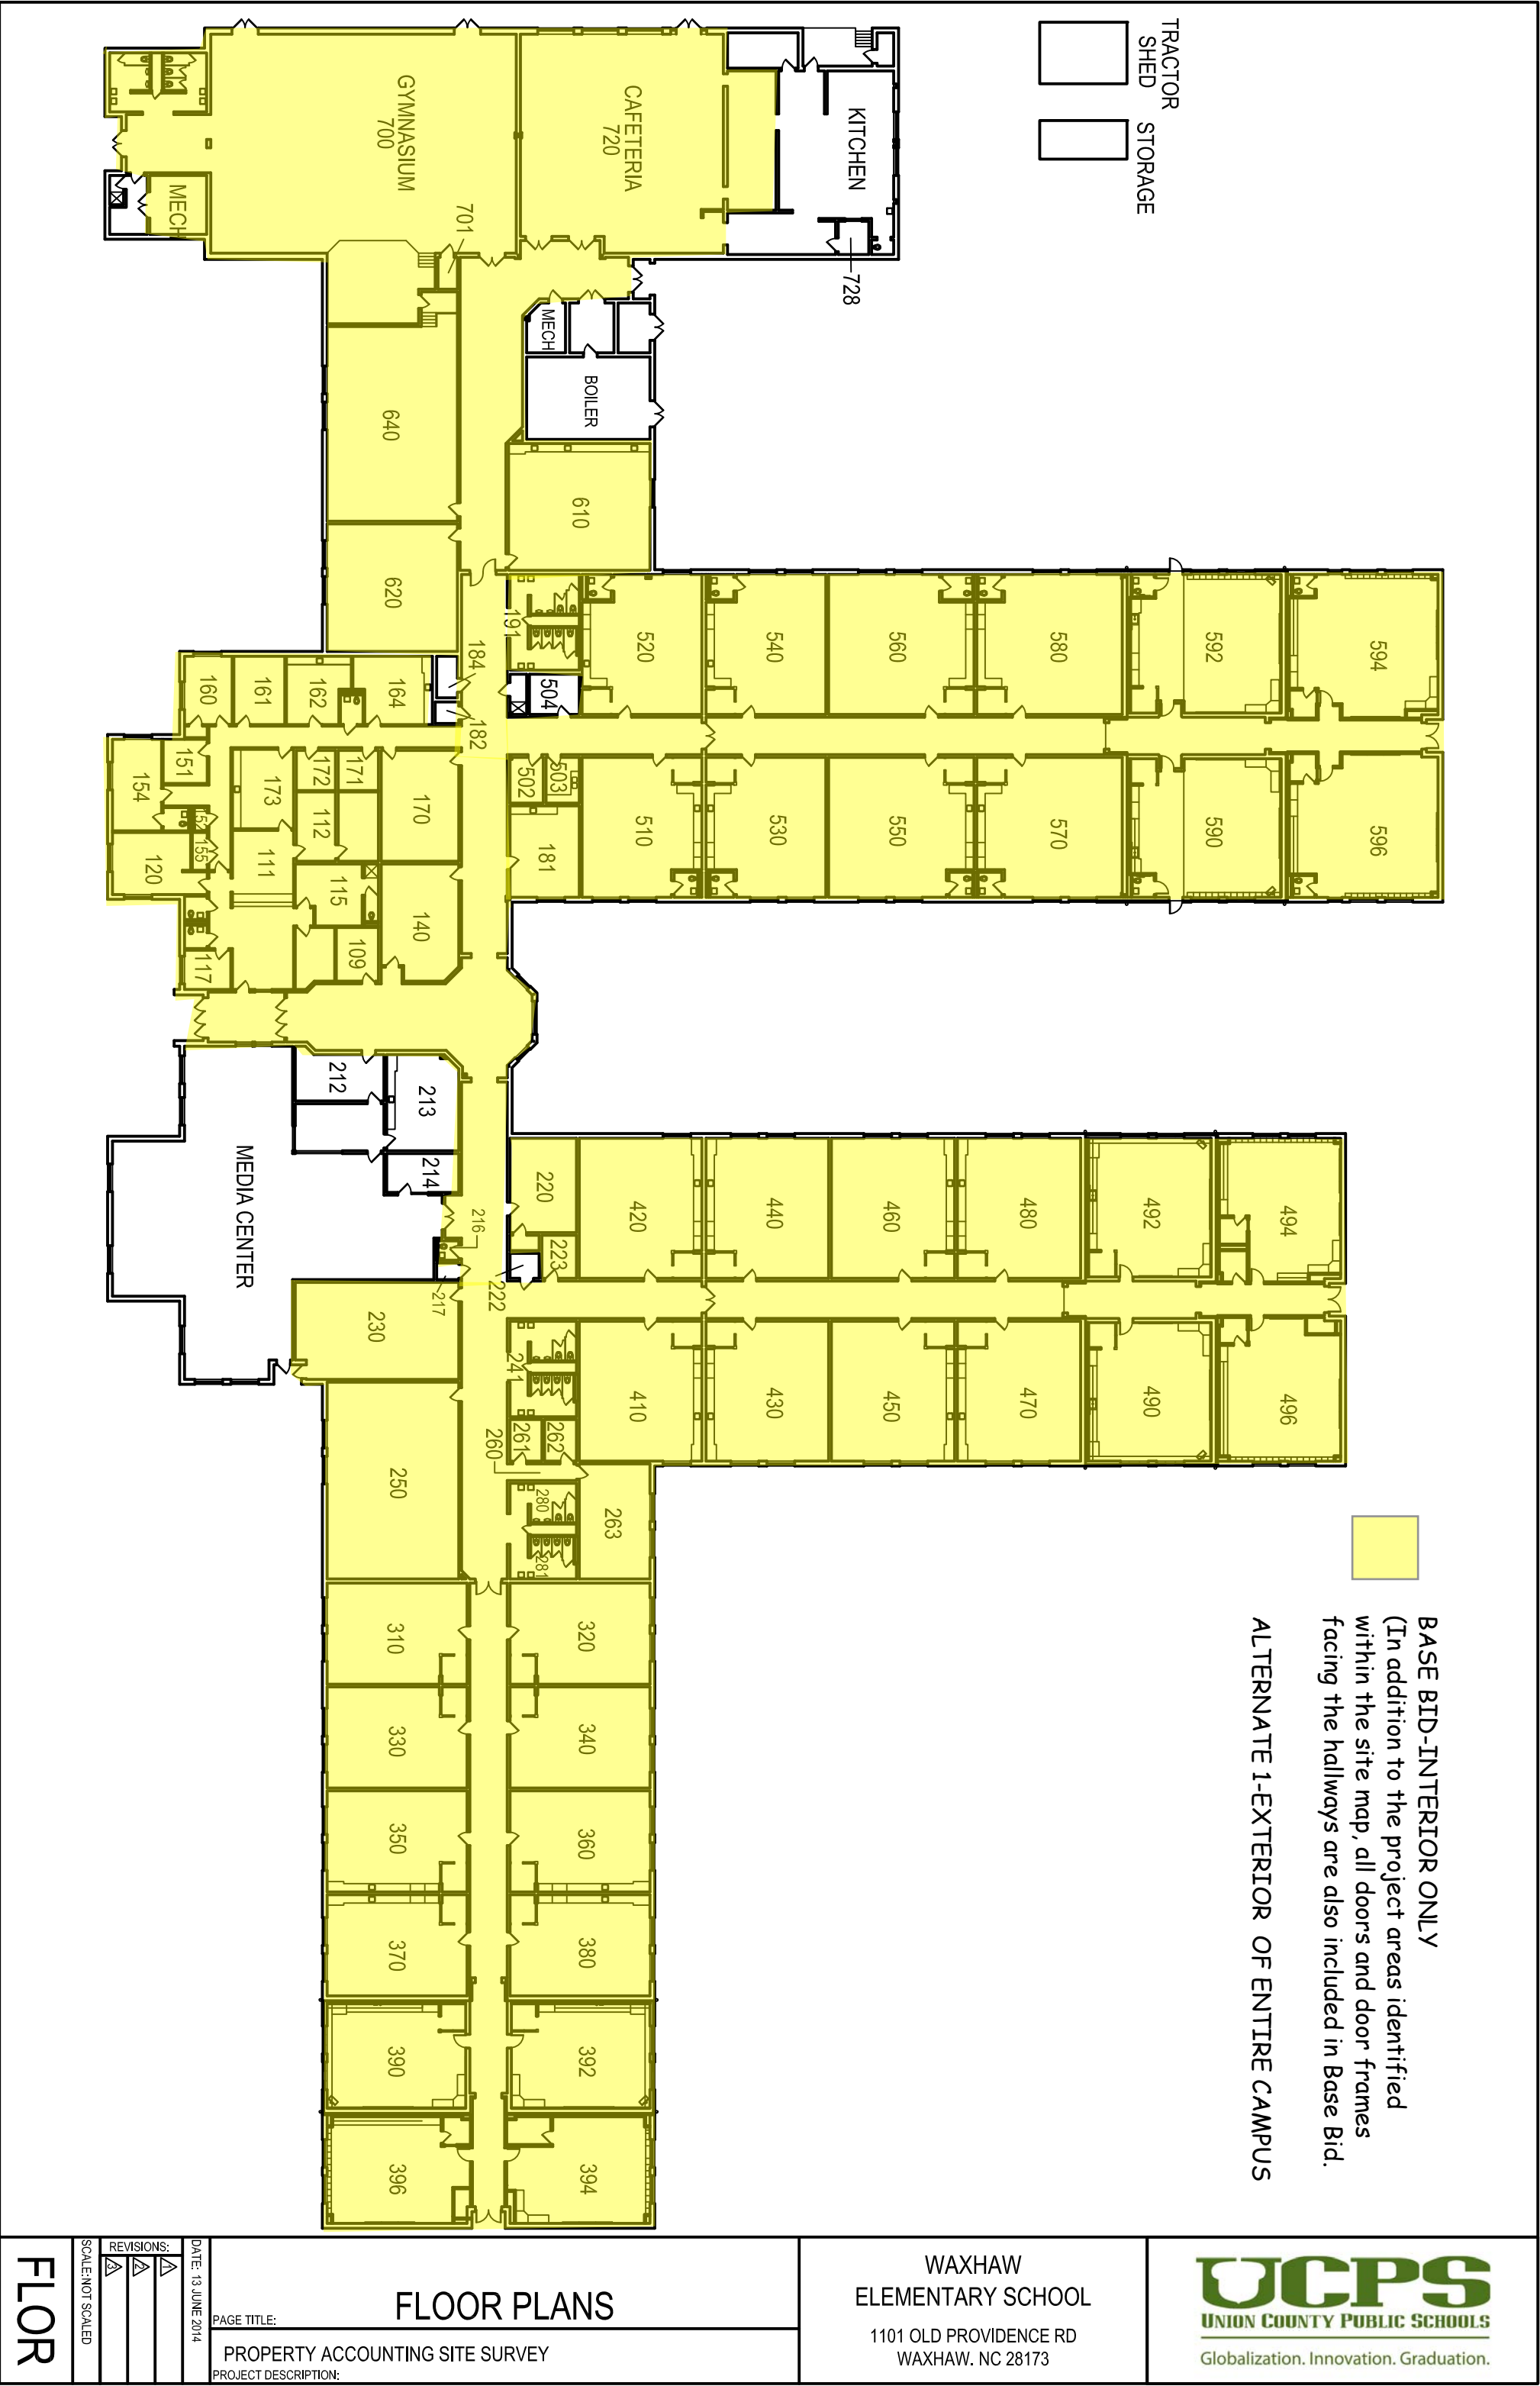 TRACTOR
SHED
STORAGE
KITCHEN
728
CAFETERIA
720
GYMNASIUM
700
701
MECH
MECH
BOILER
640
610
620
191
184
182
504
520
540
560
580
592
594
160
161
162
164
151
154
173
172
171
170
112
152
155
120
111
115
140
109
117
502
503
181
510
530
550
570
590
596
212
213
214
MEDIA CENTER
216
217
220
223
222
420
440
460
480
492
494
230
241
261
262
260
410
430
450
470
490
496
250
280
281
263
310
320
330
340
350
360
370
380
390
392
396
394
BASE BID-INTERIOR ONLY
(In addition to the project areas identified
within the site map, all doors and door frames
facing the hallways are also included in Base Bid.
ALTERNATE 1-EXTERIOR OF ENTIRE CAMPUS
FLOR
SCALE:NOT SCALED
REVISIONS:
1
2
3
DATE: 13 JUNE 2014
PAGE TITLE:
FLOOR PLANS
PROPERTY ACCOUNTING SITE SURVEY
PROJECT DESCRIPTION:
WAXHAW
ELEMENTARY SCHOOL
1101 OLD PROVIDENCE RD
WAXHAW. NC 28173
UCPS
UNION COUNTY PUBLIC SCHOOLS
Globalization. Innovation. Graduation.